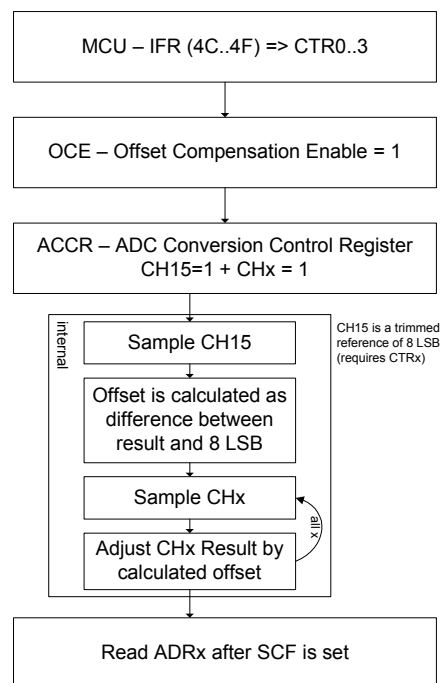 MCU – IFR (4C..4F) => CTR0..3
OCE – Offset Compensation Enable = 1
ACCR – ADC Conversion Control Register
CH15=1 + CHx = 1
internal
CH15 is a trimmed
reference of 8 LSB
(requires CTRx)
Sample CH15
Offset is calculated as
difference between
result and 8 LSB
Sample CHx
all x
Adjust CHx Result by
calculated offset
Read ADRx after SCF is set